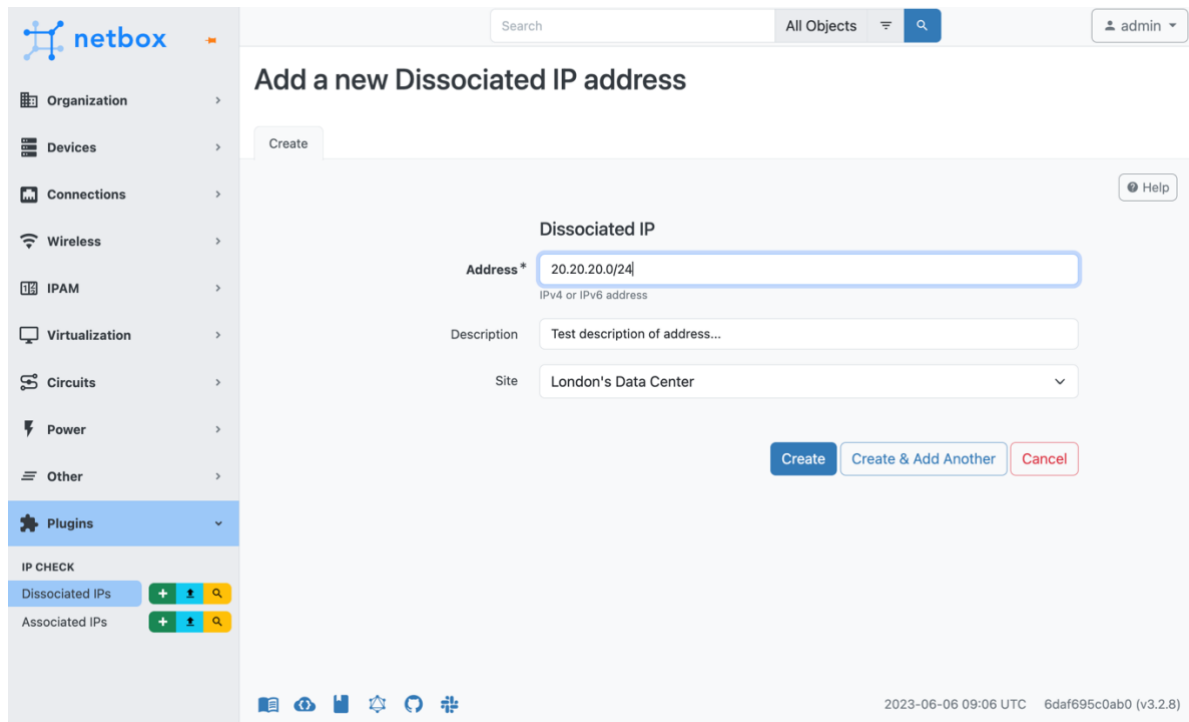 netbox
Search
All Objects
admin
Organization
Devices
Connections
Wireless
IPAM
Virtualization
Circuits
Power
Other
Plugins
IP CHECK
Dissociated IPs
Associated IPs
Add a new Dissociated IP address
Create
Help
Dissociated IP
Address*
20.20.20.0/24
IPv4 or IPv6 address
Description
Test description of address...
Site
London's Data Center
Create
Create & Add Another
Cancel
2023-06-06 09:06 UTC
6daf695c0ab0 (v3.2.8)